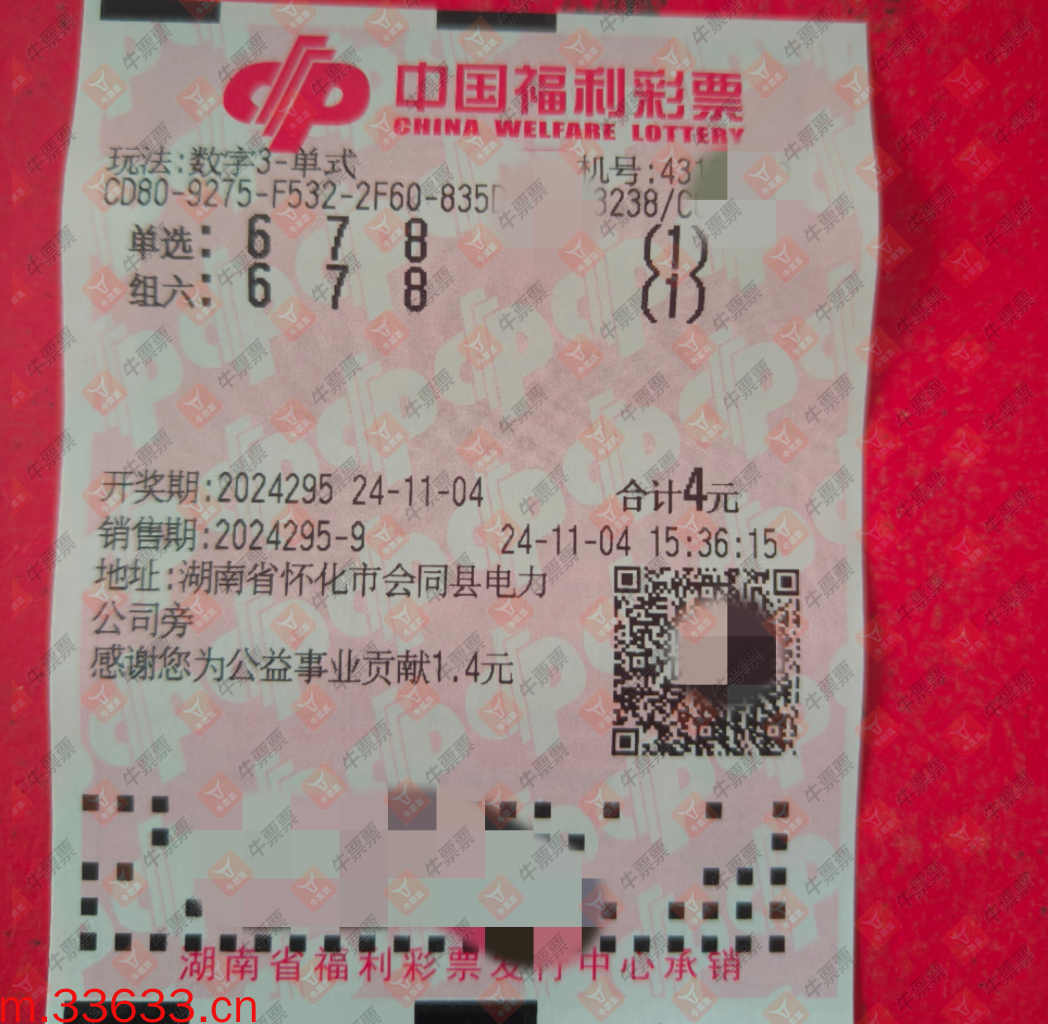 中国福利彩票
CHINA WELFARE LOTTERY
玩法:数字3-单式 机号:431
CD80-9275-F532-2F60-835 3238/
单选: 6 7 8 (1)
组六: 6 7 8 (1)
开奖期:2024295 24-11-04 合计4元
销售期:2024295-9 24-11-04 15:36:15
地址:湖南省怀化市会同县电力
公司旁
感谢您为公益事业贡献1.4元
湖南省福利彩票发行中心承销
m.33633.cn
牛票票